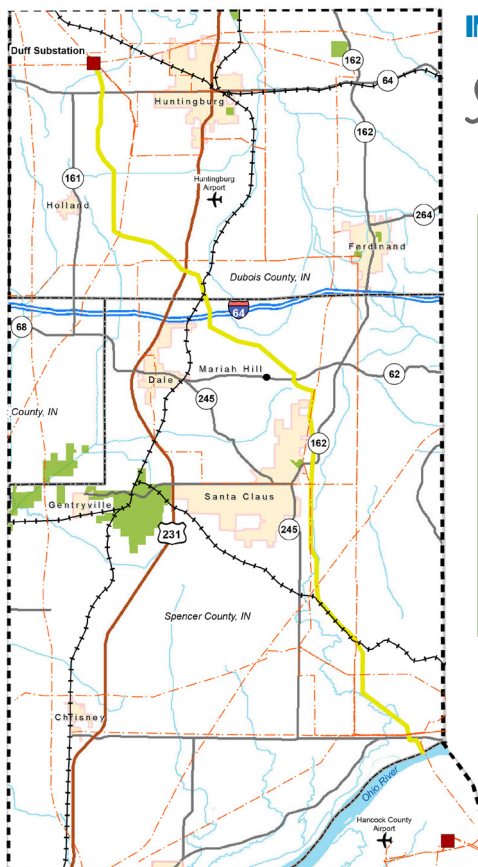 Duff Substation
162
64
Huntingburg
162
161
Huntingburg
Airport
Holland
264
Ferdinand
Dubois County, IN
64
68
Mariah Hill
62
Dale
245
County, IN
162
Santa Claus
Gentryville
245
231
Spencer County, IN
Chrisney
Ohio River
Hancock County
Airport